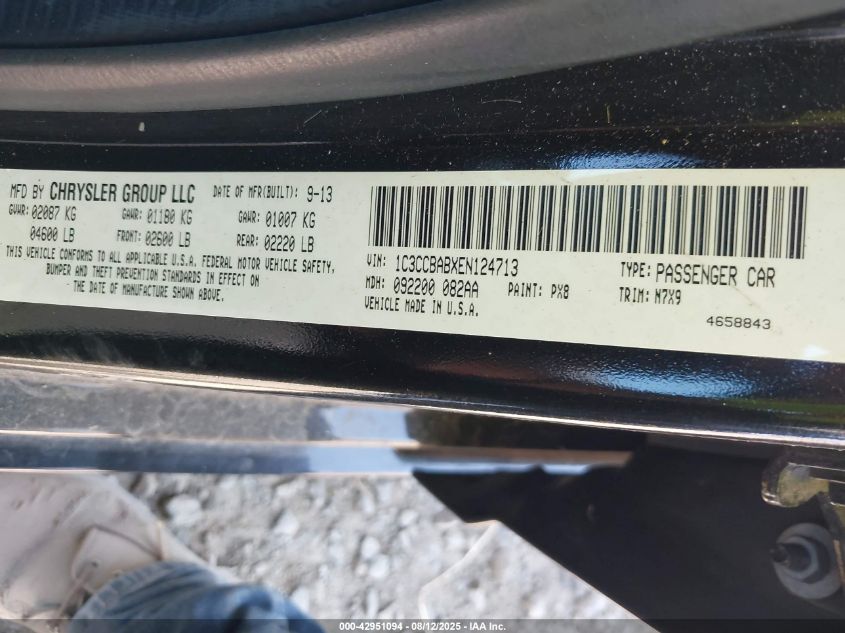 MFD BY CHRYSLER GROUP LLC DATE OF MFR(BUILT): 9-13
GVWR: 02087 KG GAWR: 01180 KG GAWR: 01007 KG
04600 LB FRONT: 02600 LB REAR: 02220 LB
THIS VEHICLE CONFORMS TO ALL APPLICABLE U.S.A. FEDERAL MOTOR VEHICLE SAFETY,
BUMPER AND THEFT PREVENTION STANDARDS IN EFFECT ON
THE DATE OF MANUFACTURE SHOWN ABOVE.
VIN: 1C3CCBABXEN124713 TYPE: PASSENGER CAR
MDH: 092200 082AA PAINT: PX8 TRIM: N7X9
VEHICLE MADE IN U.S.A.
4658843
000-42951094 - 08/12/2025 - IAA Inc.